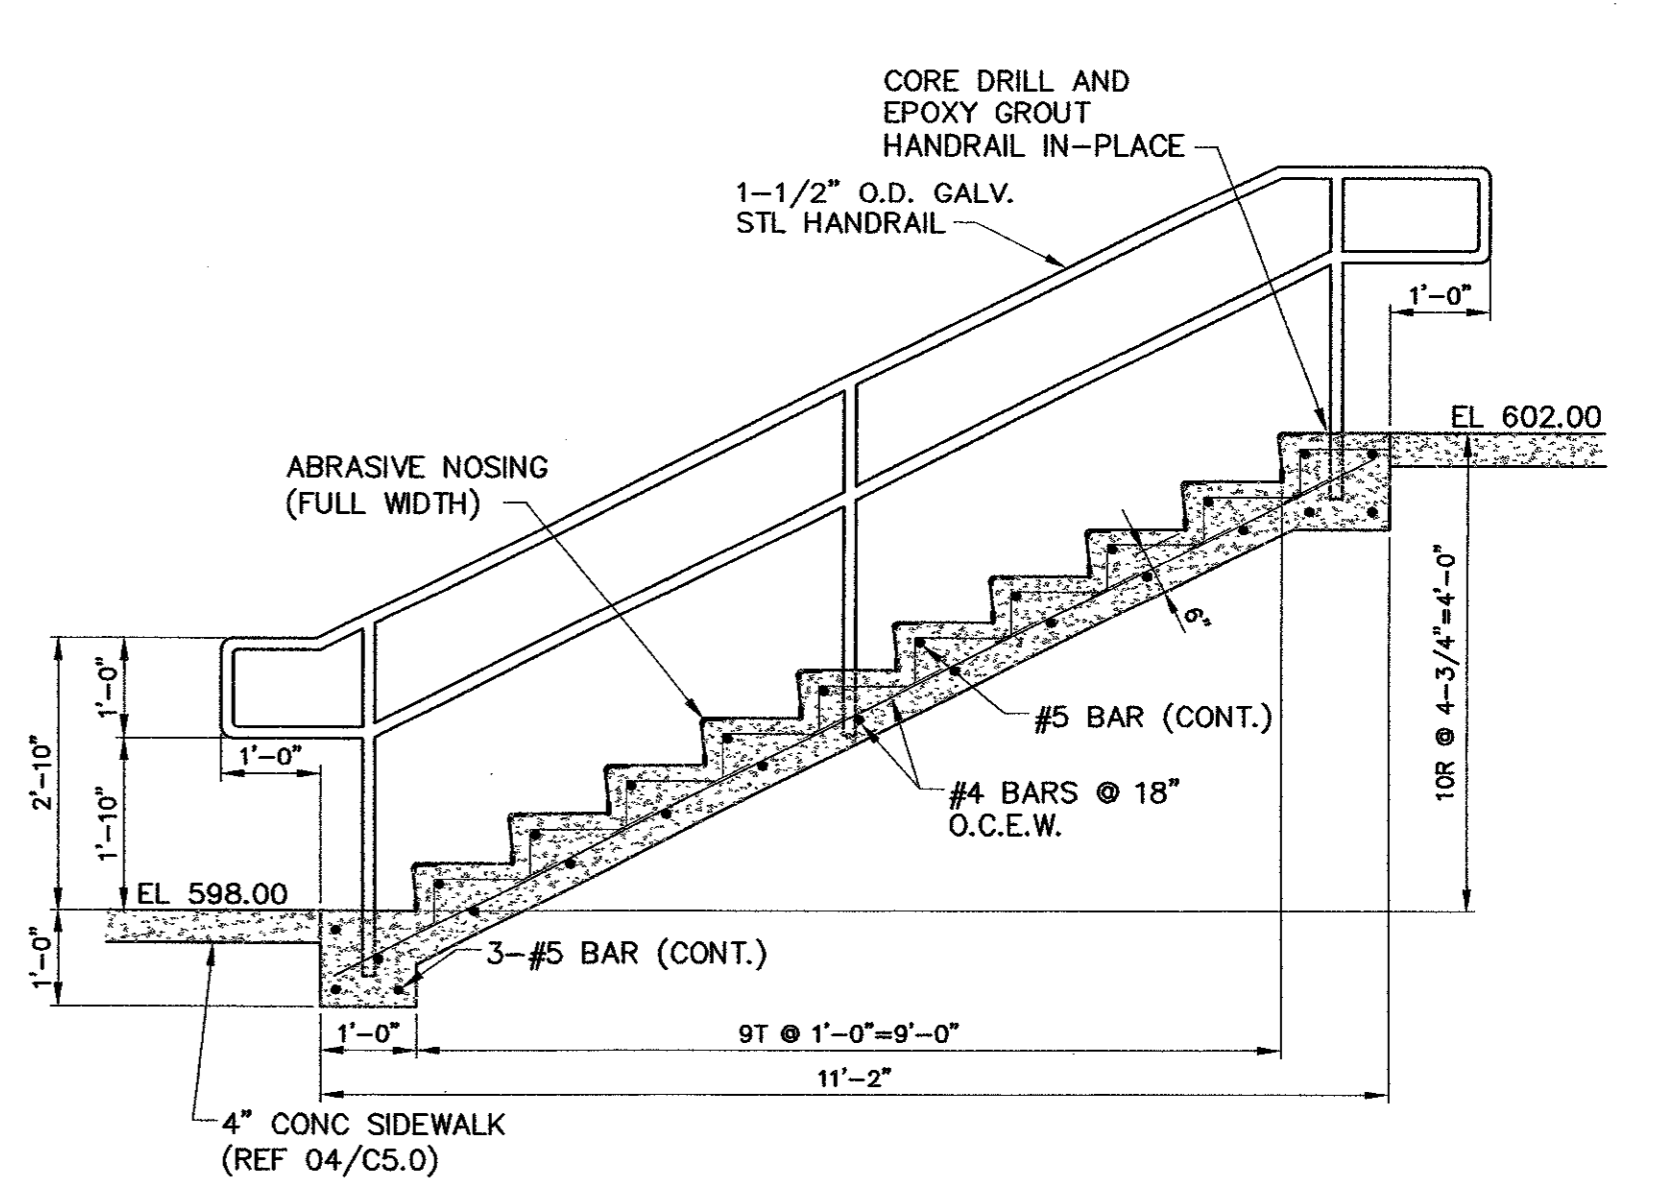 CORE DRILL AND
EPOXY GROUT
HANDRAIL IN-PLACE
1-1/2" O.D. GALV.
STL HANDRAIL
1'-0"
EL 602.00
ABRASIVE NOSING
(FULL WIDTH)
6"
10R @ 4-3/4"=4'-0"
1'-0"
2'-10"
1'-0"
1'-10"
#5 BAR (CONT.)
#4 BARS @ 18"
O.C.E.W.
EL 598.00
1'-0"
3-#5 BAR (CONT.)
1'-0"
9T @ 1'-0"=9'-0"
11'-2"
4" CONC SIDEWALK
(REF 04/C5.0)